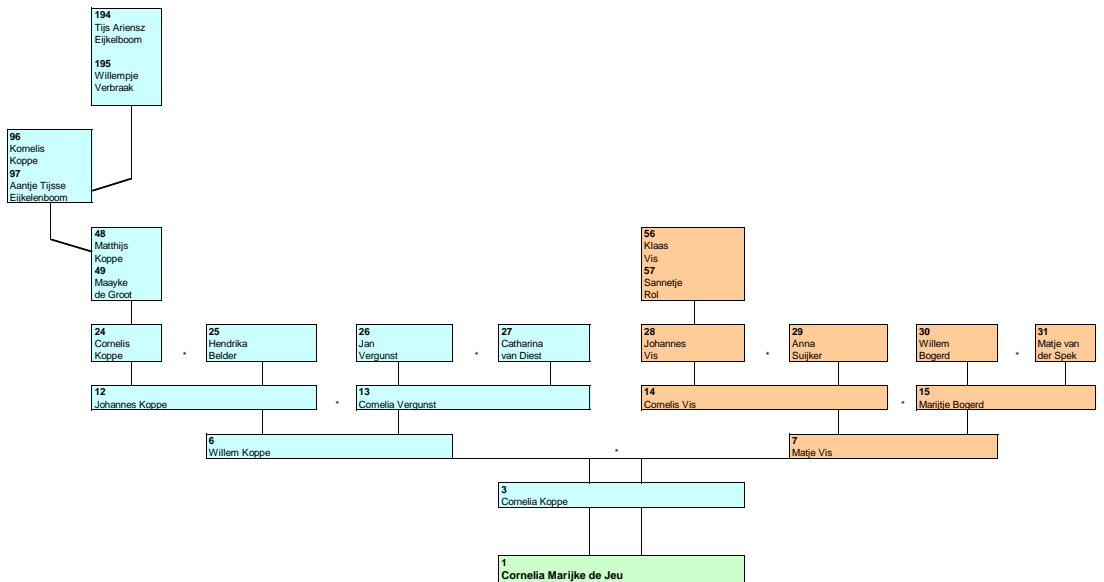 194
Tijs Ariensz
Eijkelboom
195
Willempje
Verbraak
96
Kornelis
Koppe
97
Aantje Tijsse
Eijkelenboom
48
Matthijs
Koppe
49
Maayke
de Groot
56
Klaas
Vis
57
Sannetje
Rol
24
Cornelis
Koppe
*
25
Hendrika
Belder
26
Jan
Vergunst
*
27
Catharina
van Diest
28
Johannes
Vis
*
29
Anna
Suijker
30
Willem
Bogerd
*
31
Matje van
der Spek
12
Johannes Koppe
*
13
Cornelia Vergunst
14
Cornelis Vis
*
15
Marijtje Bogerd
6
Willem Koppe
*
7
Matje Vis
3
Cornelia Koppe
1
Cornelia Marijke de Jeu